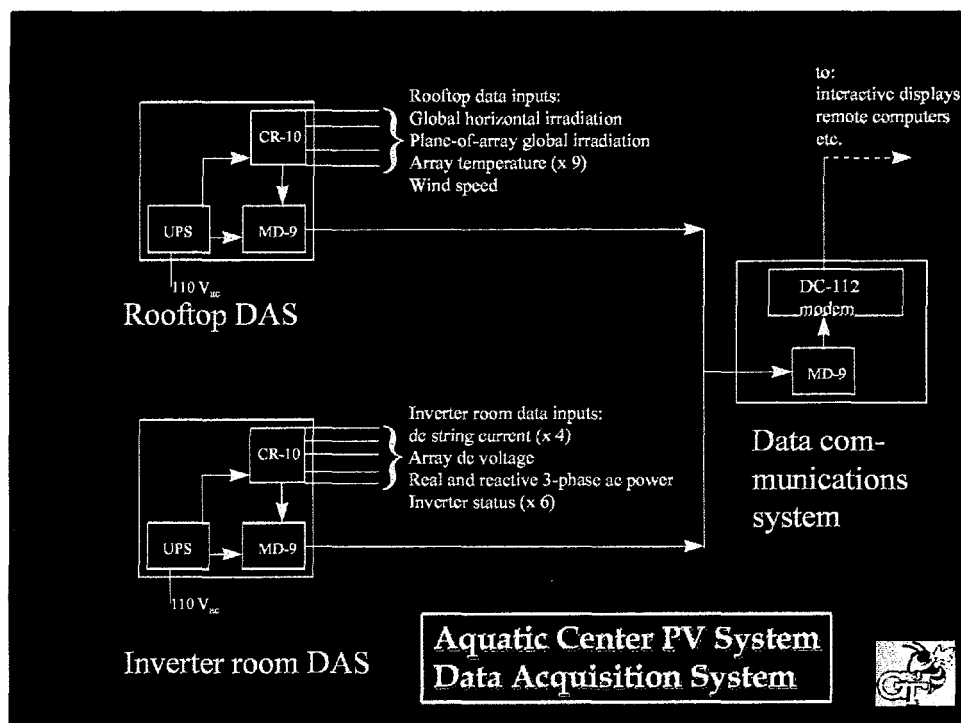 to:
interactive displays
remote computers
etc.
Rooftop data inputs:
Global horizontal irradiation
Plane-of-array global irradiation
Array temperature (x 9)
Wind speed
CR-10
UPS
MD-9
110 Vac
Rooftop DAS
DC-112
modem
MD-9
Data com-
munications
system
Inverter room data inputs:
dc string current (x 4)
Array dc voltage
Real and reactive 3-phase ac power
Inverter status (x 6)
CR-10
UPS
MD-9
110 Vac
Inverter room DAS
Aquatic Center PV System
Data Acquisition System
GT